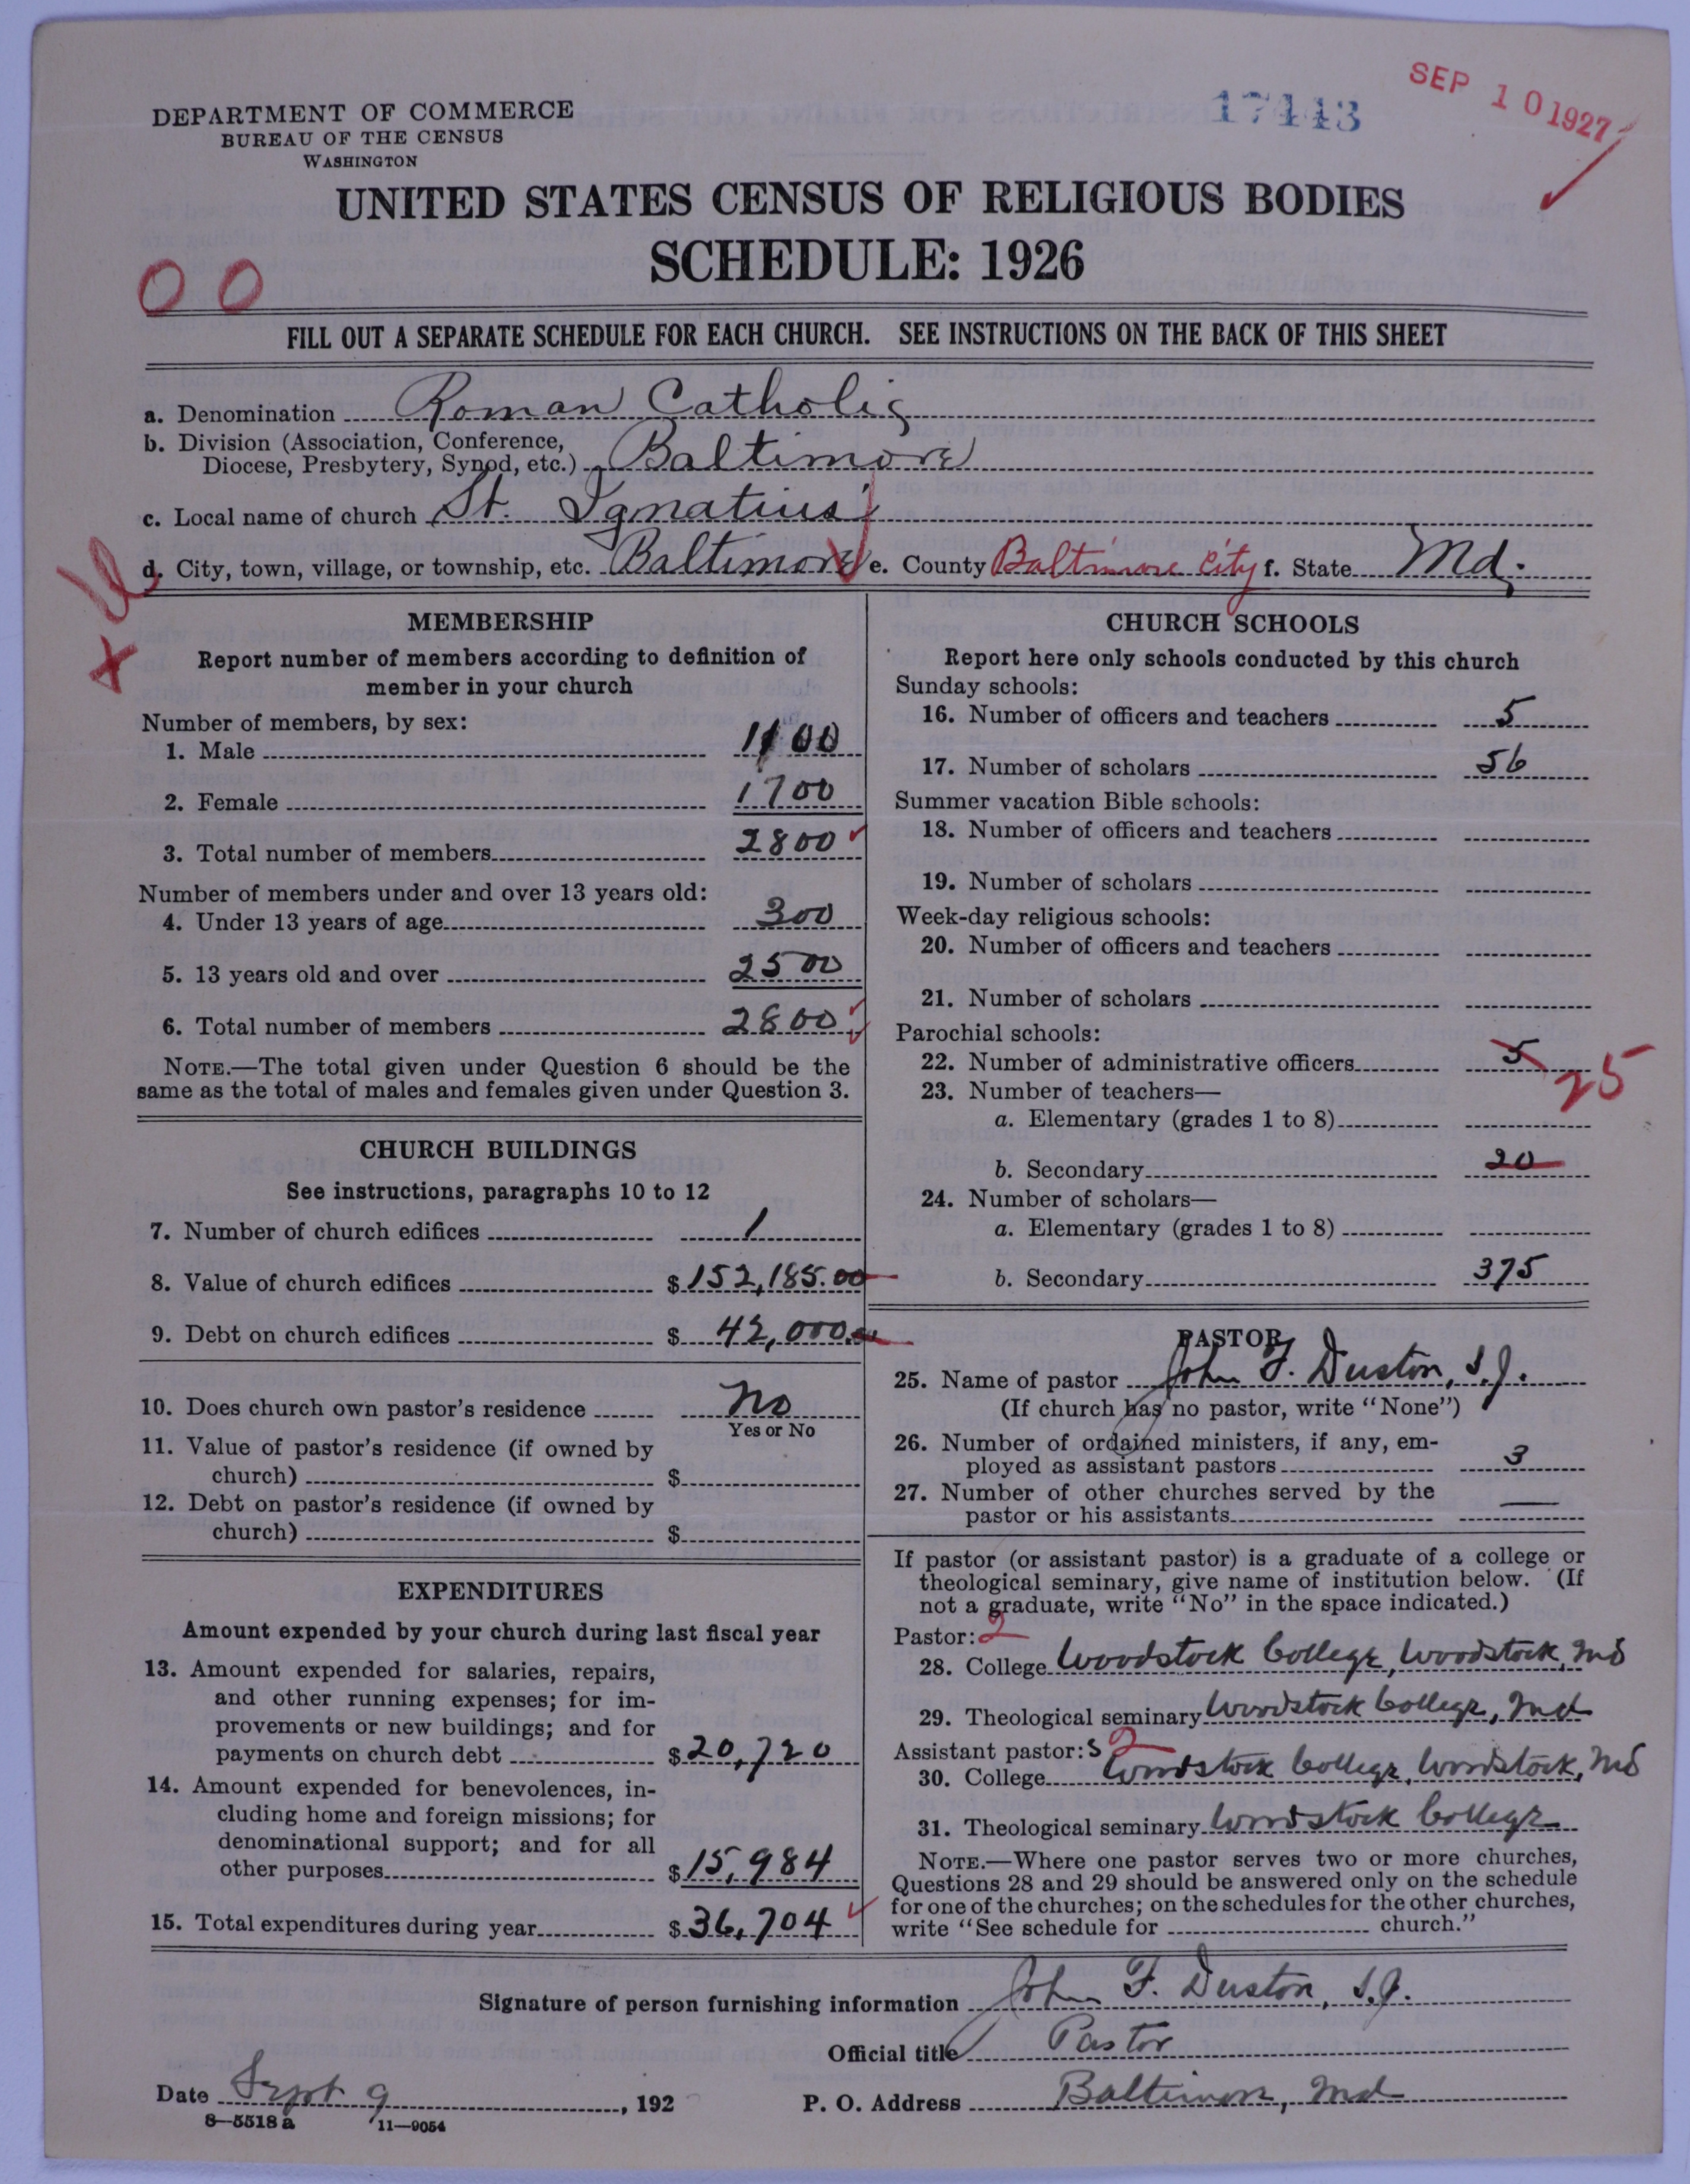 SEP 10 1927
17443
DEPARTMENT OF COMMERCE
BUREAU OF THE CENSUS
WASHINGTON
UNITED STATES CENSUS OF RELIGIOUS BODIES
SCHEDULE: 1926
00
FILL OUT A SEPARATE SCHEDULE FOR EACH CHURCH. SEE INSTRUCTIONS ON THE BACK OF THIS SHEET
a. Denomination Roman Catholic
b. Division (Association, Conference,
Diocese, Presbytery, Synod, etc.) Baltimore
c. Local name of church St. Ignatius'
d. City, town, village, or township, etc. Baltimore e. County Baltimore City f. State Md.
MEMBERSHIP
Report number of members according to definition of
member in your church
Number of members, by sex:
1. Male 1100
2. Female 1700
3. Total number of members 2800
Number of members under and over 13 years old:
4. Under 13 years of age 300
5. 13 years old and over 2500
6. Total number of members 2800
NOTE.—The total given under Question 6 should be the
same as the total of males and females given under Question 3.
CHURCH BUILDINGS
See instructions, paragraphs 10 to 12
7. Number of church edifices 1
8. Value of church edifices $152,185.00
9. Debt on church edifices $42,000.00
10. Does church own pastor's residence No
Yes or No
11. Value of pastor's residence (if owned by
church) $
12. Debt on pastor's residence (if owned by
church) $
EXPENDITURES
Amount expended by your church during last fiscal year
13. Amount expended for salaries, repairs,
and other running expenses; for im-
provements or new buildings; and for
payments on church debt $20,720
14. Amount expended for benevolences, in-
cluding home and foreign missions; for
denominational support; and for all
other purposes $15,984
15. Total expenditures during year $36,704
CHURCH SCHOOLS
Report here only schools conducted by this church
Sunday schools:
16. Number of officers and teachers 5
17. Number of scholars 56
Summer vacation Bible schools:
18. Number of officers and teachers
19. Number of scholars
Week-day religious schools:
20. Number of officers and teachers
21. Number of scholars
Parochial schools:
22. Number of administrative officers 5 25
23. Number of teachers—
a. Elementary (grades 1 to 8)
b. Secondary 20
24. Number of scholars—
a. Elementary (grades 1 to 8)
b. Secondary 375
PASTOR
25. Name of pastor John F. Duston, S.J.
(If church has no pastor, write "None")
26. Number of ordained ministers, if any, em-
ployed as assistant pastors 3
27. Number of other churches served by the
pastor or his assistants —
If pastor (or assistant pastor) is a graduate of a college or
theological seminary, give name of institution below. (If
not a graduate, write "No" in the space indicated.)
Pastor: 2
28. College Woodstock College, Woodstock, Md
29. Theological seminary Woodstock College, Md
Assistant pastor: s 2
30. College Woodstock College, Woodstock, Md
31. Theological seminary Woodstock College
NOTE.—Where one pastor serves two or more churches,
Questions 28 and 29 should be answered only on the schedule
for one of the churches; on the schedules for the other churches,
write "See schedule for church."
Signature of person furnishing information John F. Duston, S.J.
Official title Pastor
Date Sept 9, 192 P. O. Address Baltimore, Md
8—5518 a 11—9054